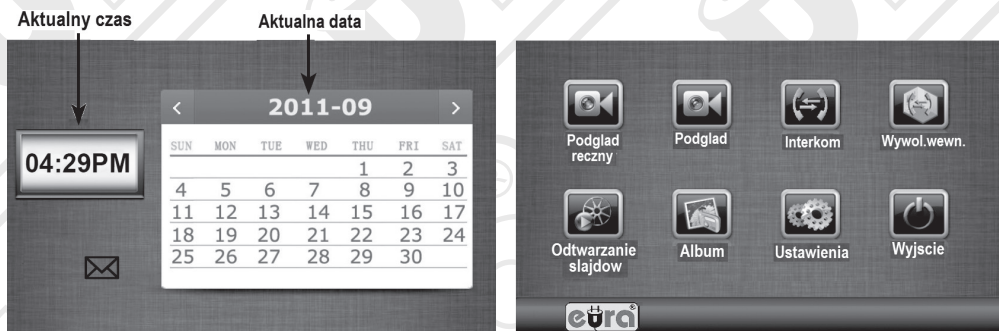 Aktualny czas
Aktualna data
< 2011-09 >
SUN MON TUE WED THU FRI SAT
1 2 3
4 5 6 7 8 9 10
11 12 13 14 15 16 17
18 19 20 21 22 23 24
25 26 27 28 29 30
04:29PM
Podglad
reczny
Podglad
Interkom
Wywol.wewn.
Odtwarzanie
slajdow
Album
Ustawienia
Wyjscie
eura®